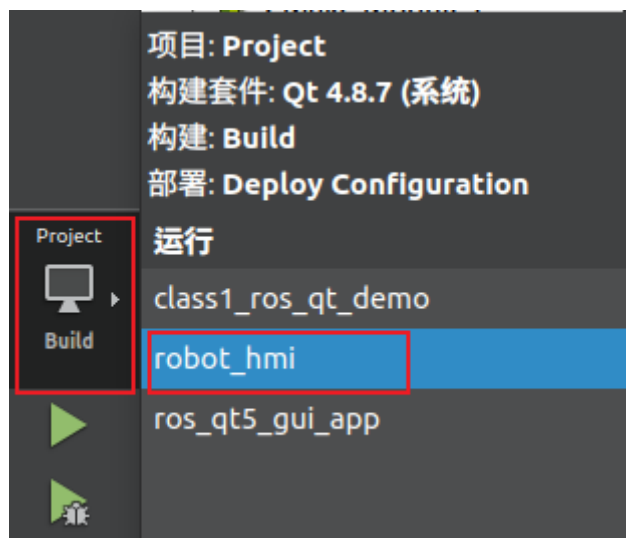 项目: Project
构建套件: Qt 4.8.7 (系统)
构建: Build
部署: Deploy Configuration
Project
运行
class1_ros_qt_demo
Build
robot_hmi
ros_qt5_gui_app